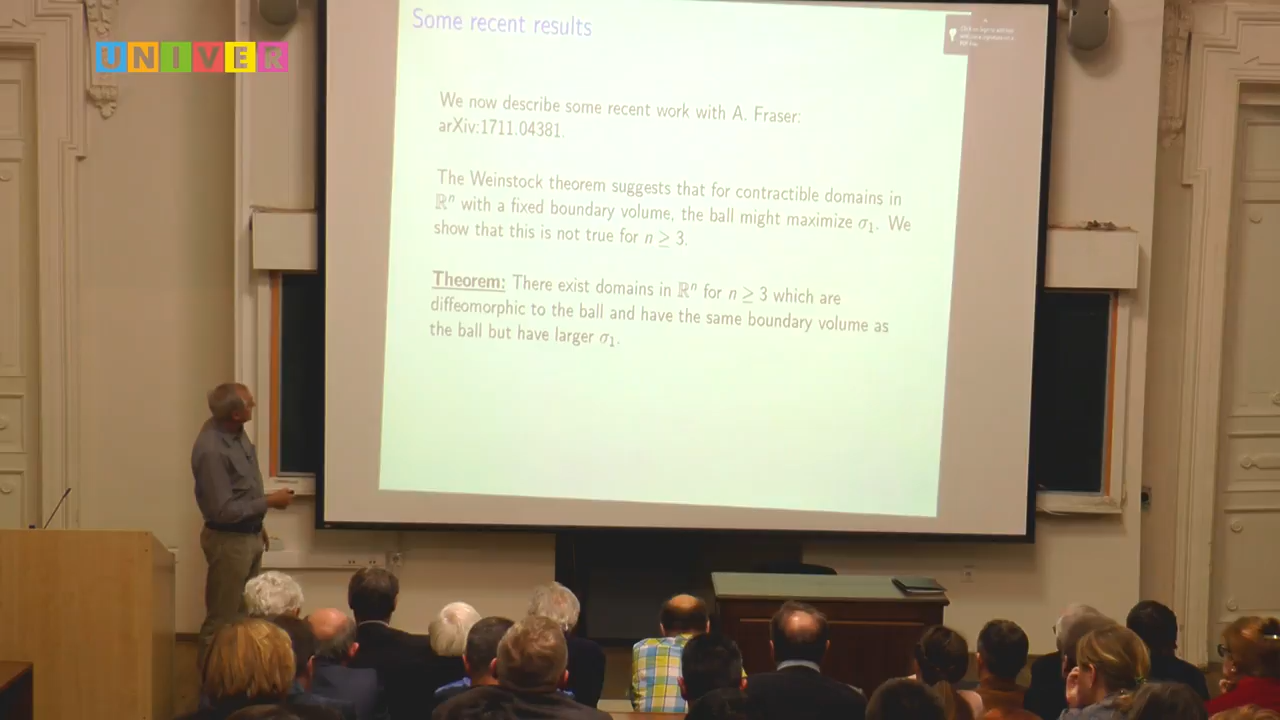 UNIVER
Some recent results
We now describe some recent work with A. Fraser:
arXiv:1711.04381.
The Weinstock theorem suggests that for contractible domains in
ℝⁿ with a fixed boundary volume, the ball might maximize σ₁. We
show that this is not true for n ≥ 3.
Theorem: There exist domains in ℝⁿ for n ≥ 3 which are
diffeomorphic to the ball and have the same boundary volume as
the ball but have larger σ₁.